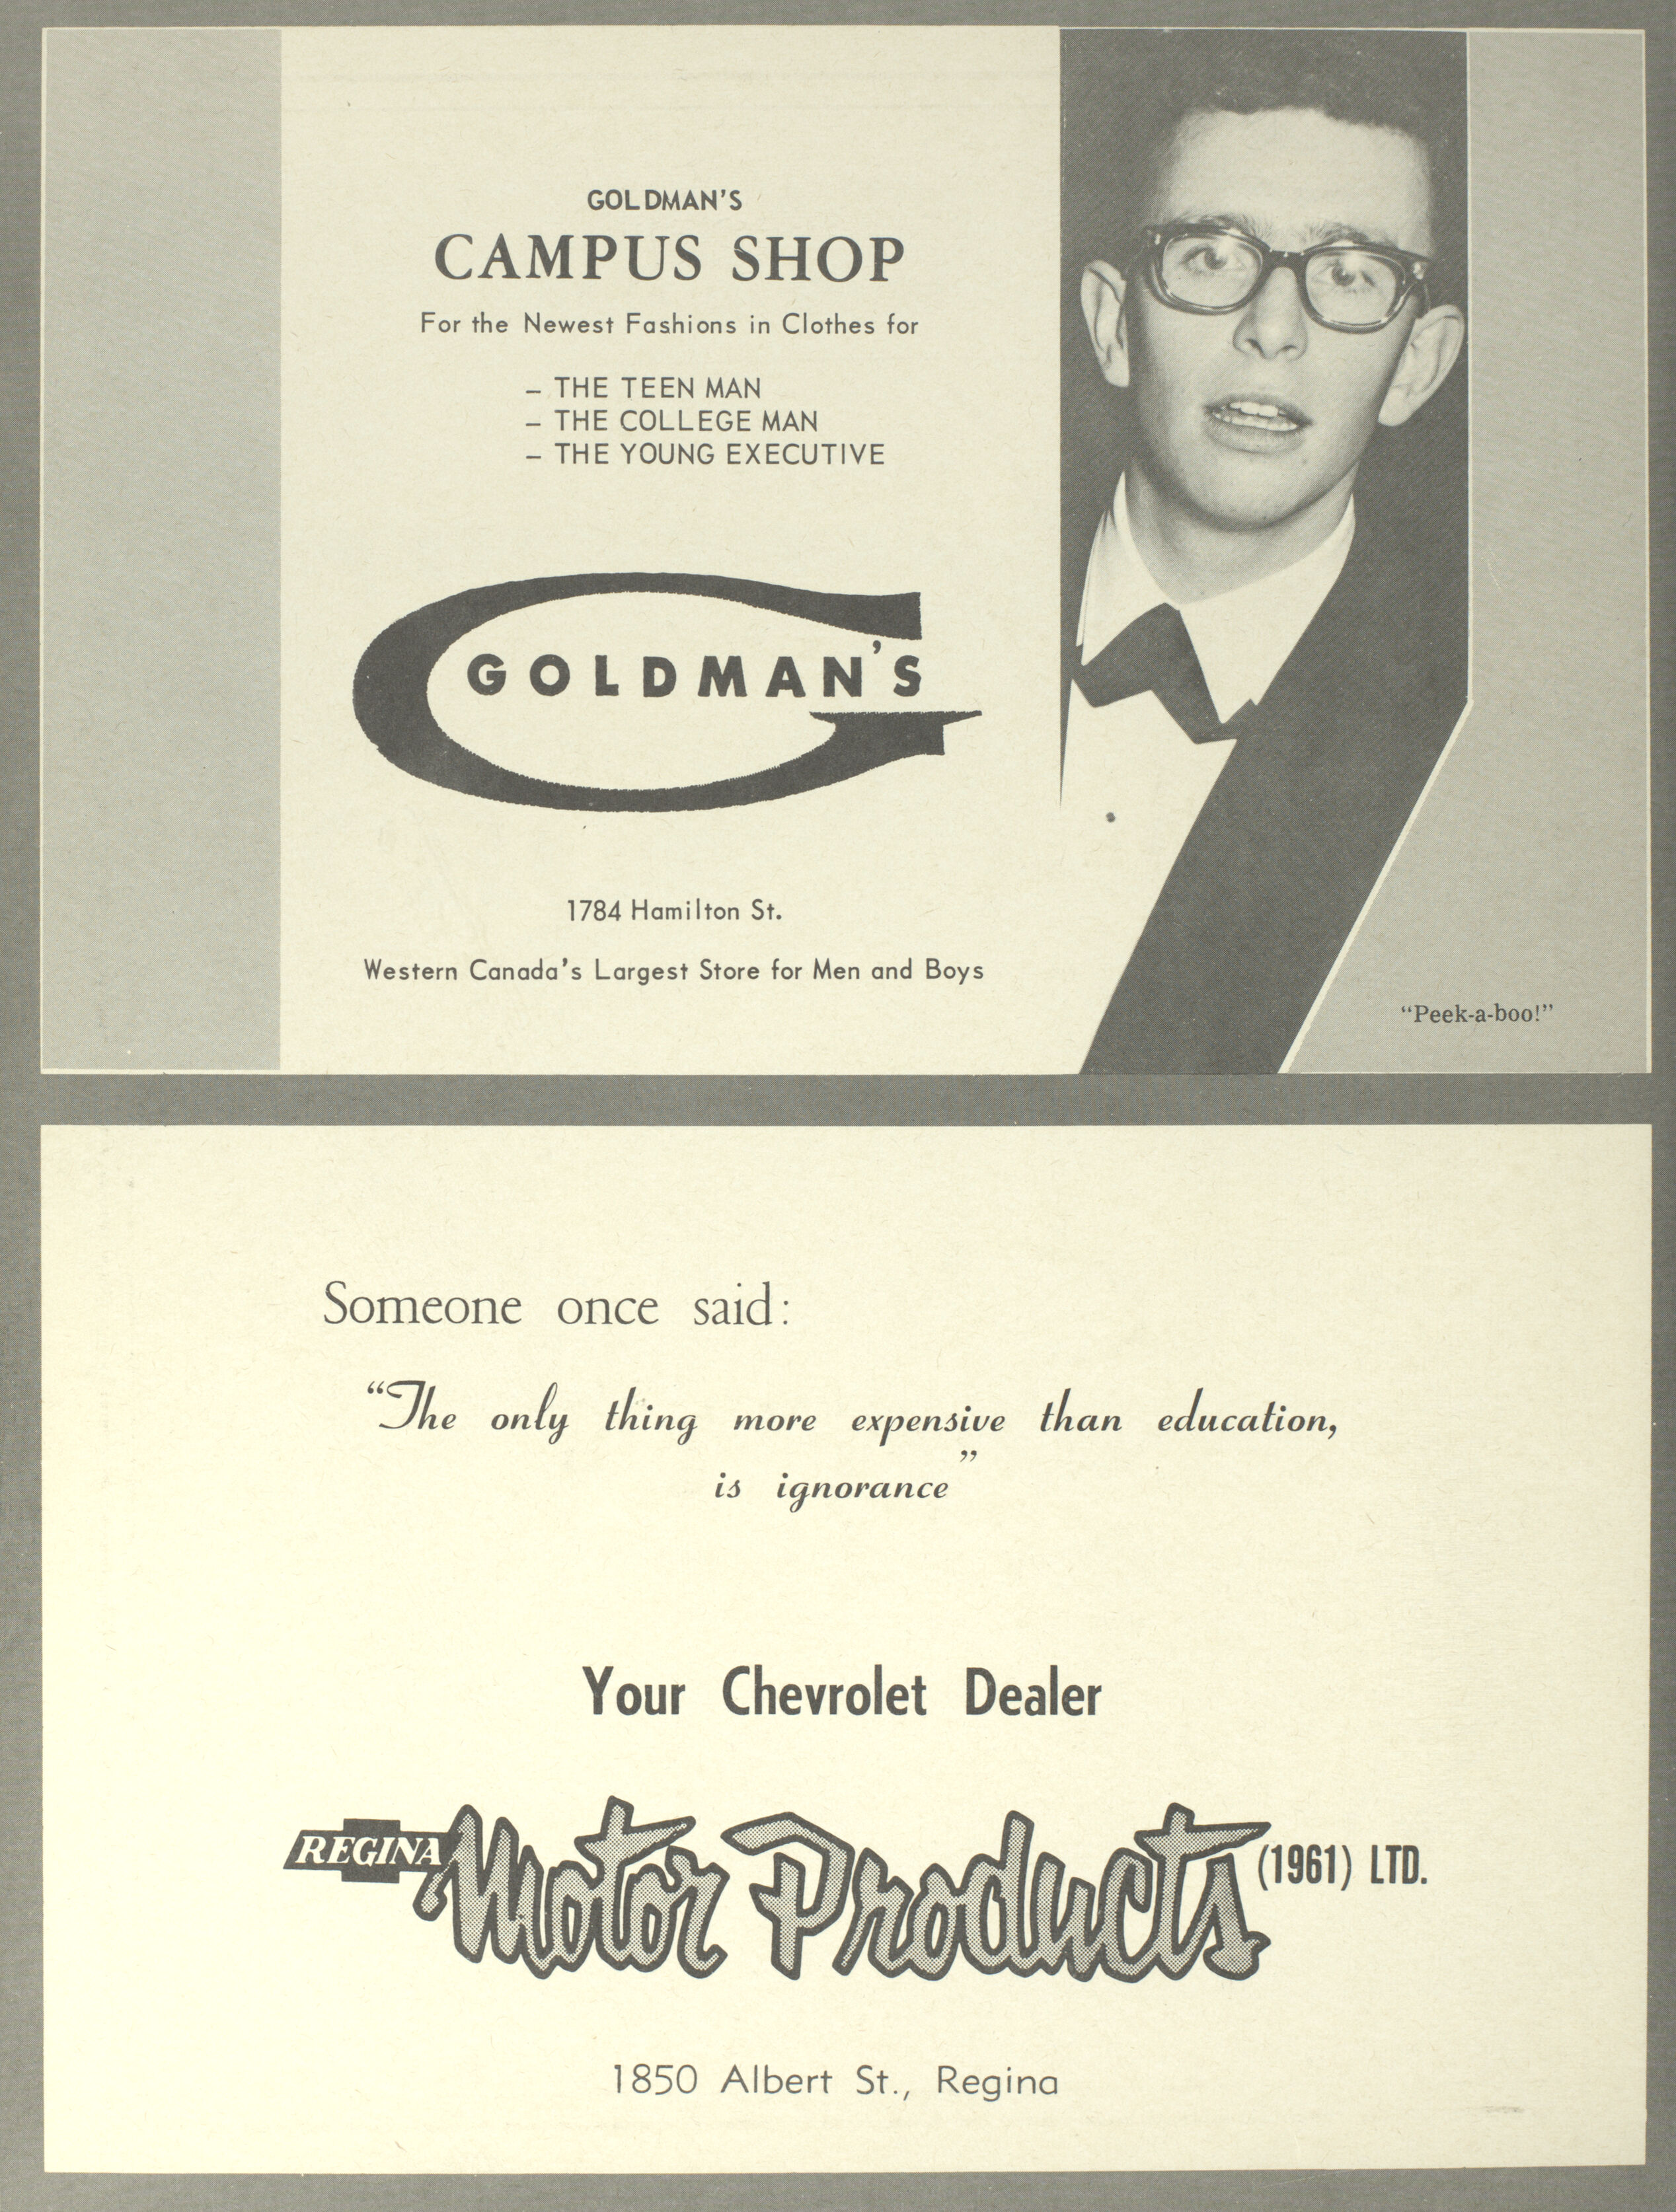 GOLDMAN'S
CAMPUS SHOP
For the Newest Fashions in Clothes for
– THE TEEN MAN
– THE COLLEGE MAN
– THE YOUNG EXECUTIVE
GOLDMAN'S
1784 Hamilton St.
Western Canada's Largest Store for Men and Boys
“Peek-a-boo!”
Someone once said:
“The only thing more expensive than education,
is ignorance”
Your Chevrolet Dealer
REGINA Motor Products (1961) LTD.
1850 Albert St., Regina